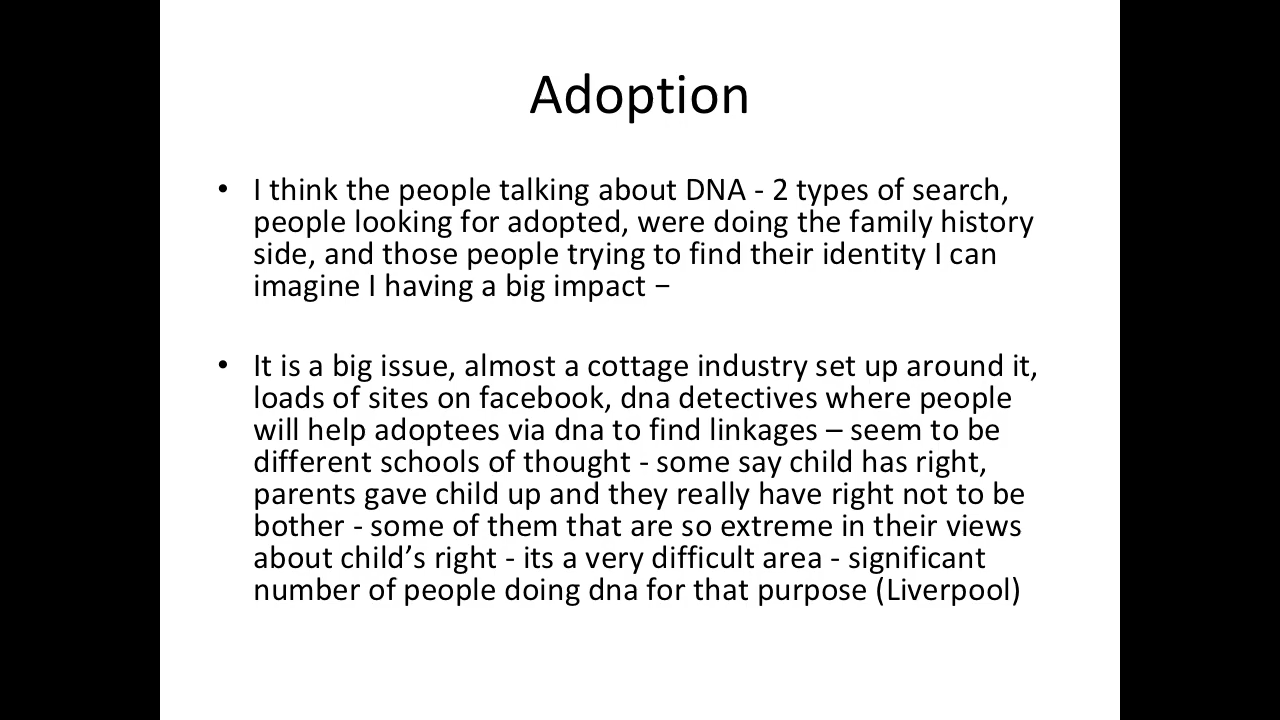 Adoption
• I think the people talking about DNA - 2 types of search,
people looking for adopted, were doing the family history
side, and those people trying to find their identity I can
imagine I having a big impact −
• It is a big issue, almost a cottage industry set up around it,
loads of sites on facebook, dna detectives where people
will help adoptees via dna to find linkages – seem to be
different schools of thought - some say child has right,
parents gave child up and they really have right not to be
bother - some of them that are so extreme in their views
about child’s right - its a very difficult area - significant
number of people doing dna for that purpose (Liverpool)